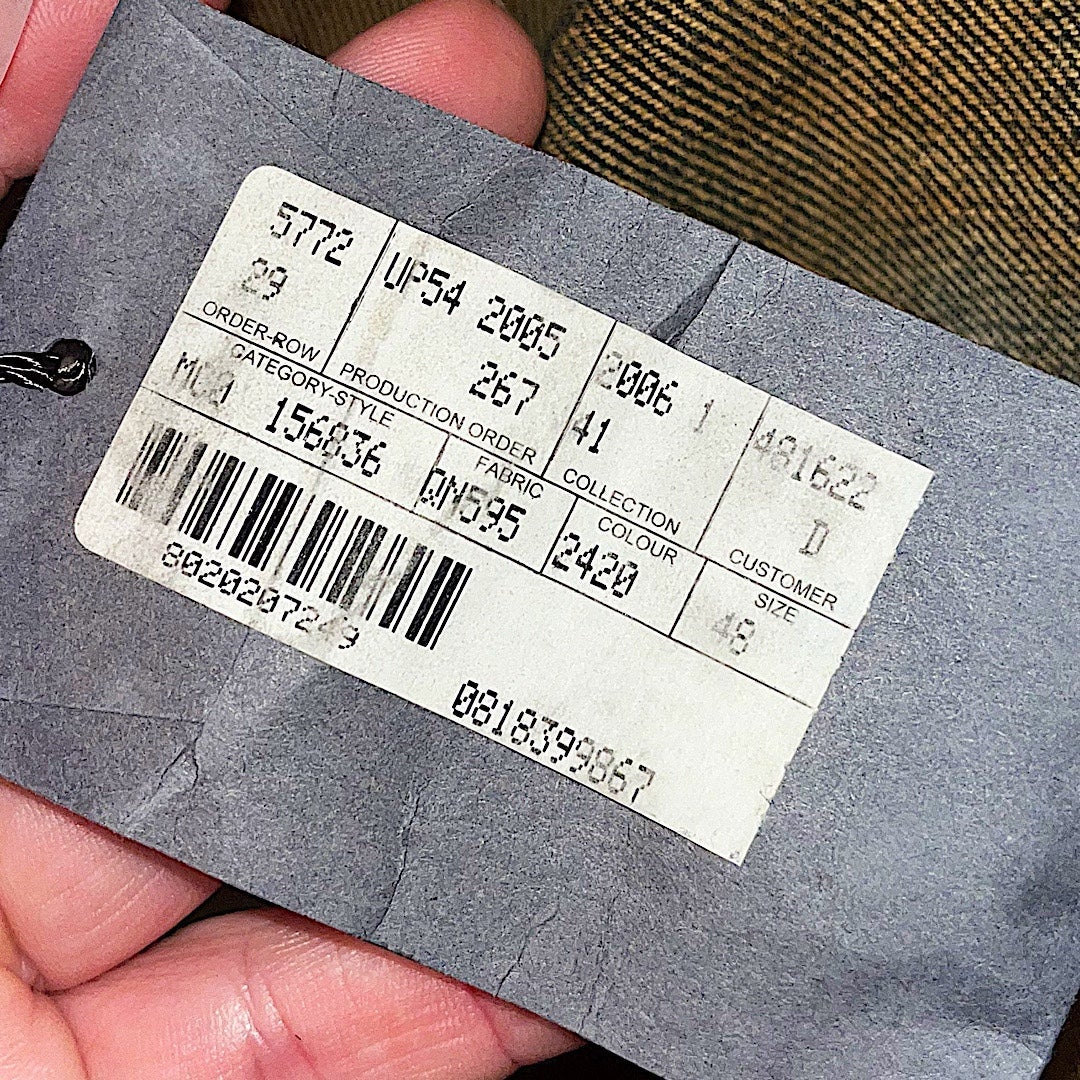 5772
89
ORDER-ROW
UP54 2005
267
PRODUCTION ORDER
2006 1
41
COLLECTION
481622
D
CUSTOMER
CATEGORY-STYLE
156836
FABRIC
QN595
COLOUR
2420
SIZE
48
0818399867